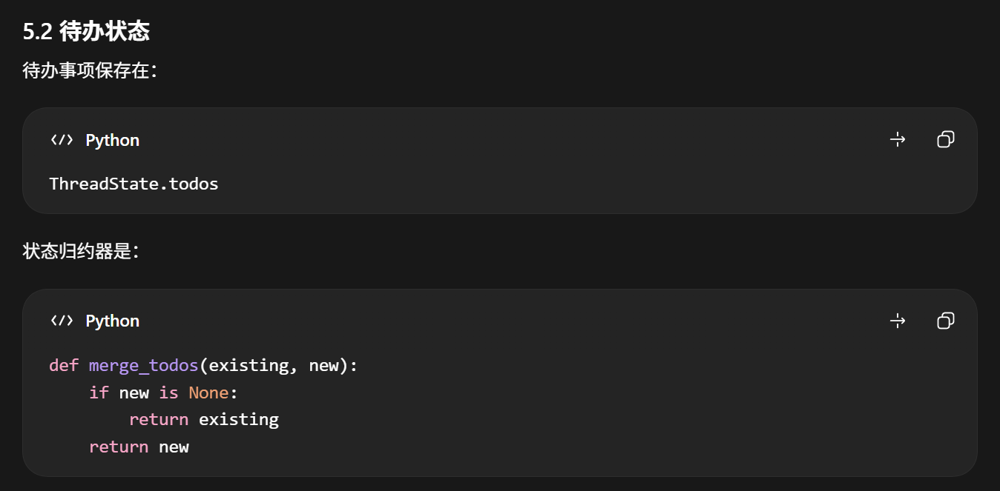 5.2 待办状态
待办事项保存在：
</> Python
ThreadState.todos
状态归约器是：
</> Python
def merge_todos(existing, new):
    if new is None:
        return existing
    return new